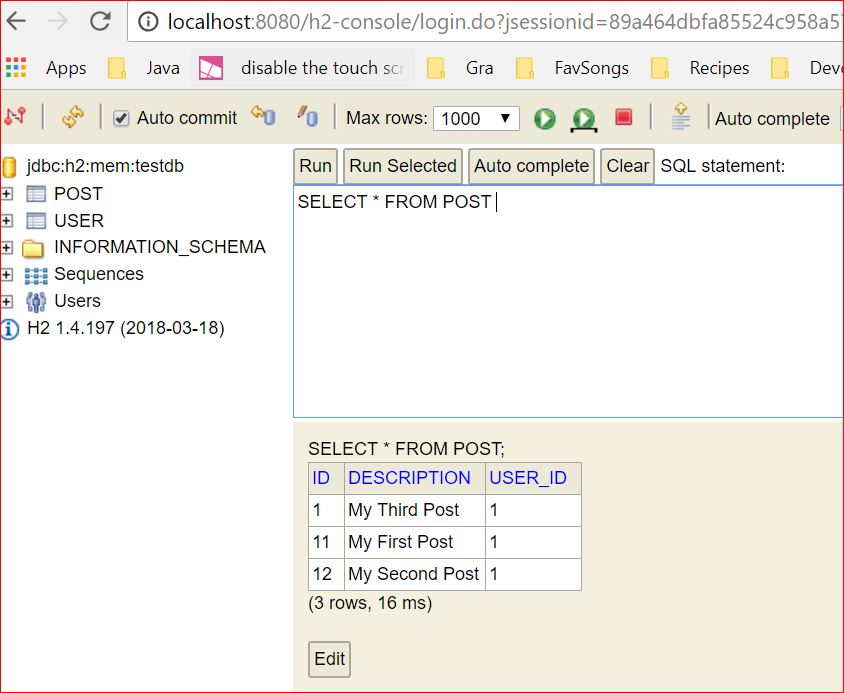 localhost:8080/h2-console/login.do?jsessionid=89a464dbfa85524c958a5
Apps Java disable the touch scr Gra FavSongs Recipes Dev
Auto commit Max rows: 1000 Auto complete
jdbc:h2:mem:testdb
POST
USER
INFORMATION_SCHEMA
Sequences
Users
H2 1.4.197 (2018-03-18)
Run Run Selected Auto complete Clear SQL statement:
SELECT * FROM POST
SELECT * FROM POST;
ID DESCRIPTION USER_ID
1 My Third Post 1
11 My First Post 1
12 My Second Post 1
(3 rows, 16 ms)
Edit